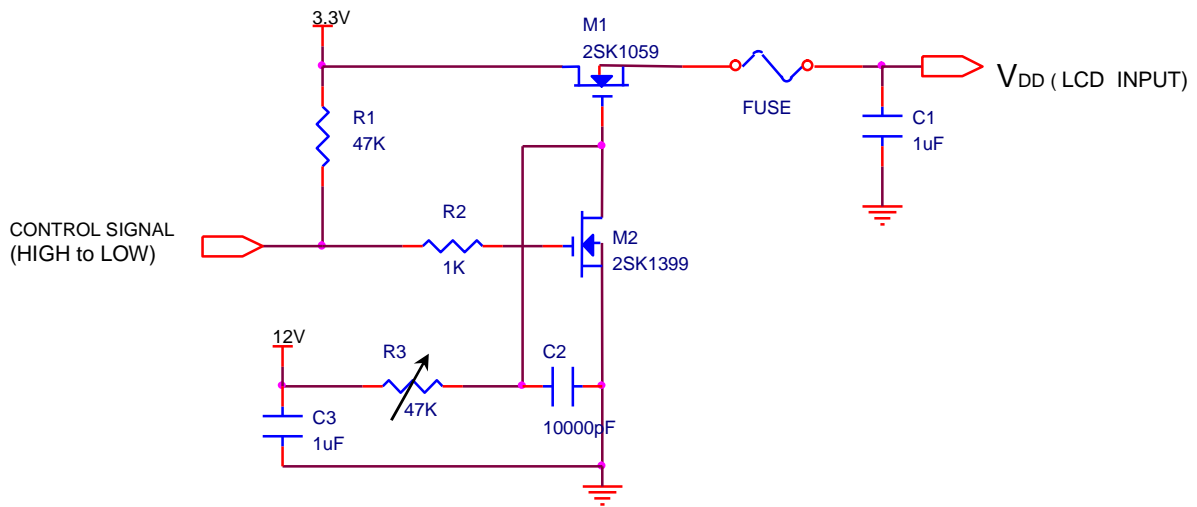 3.3V
M1
2SK1059
FUSE
VDD ( LCD INPUT)
R1
47K
C1
1uF
CONTROL SIGNAL
(HIGH to LOW)
R2
1K
M2
2SK1399
12V
R3
47K
C2
10000pF
C3
1uF